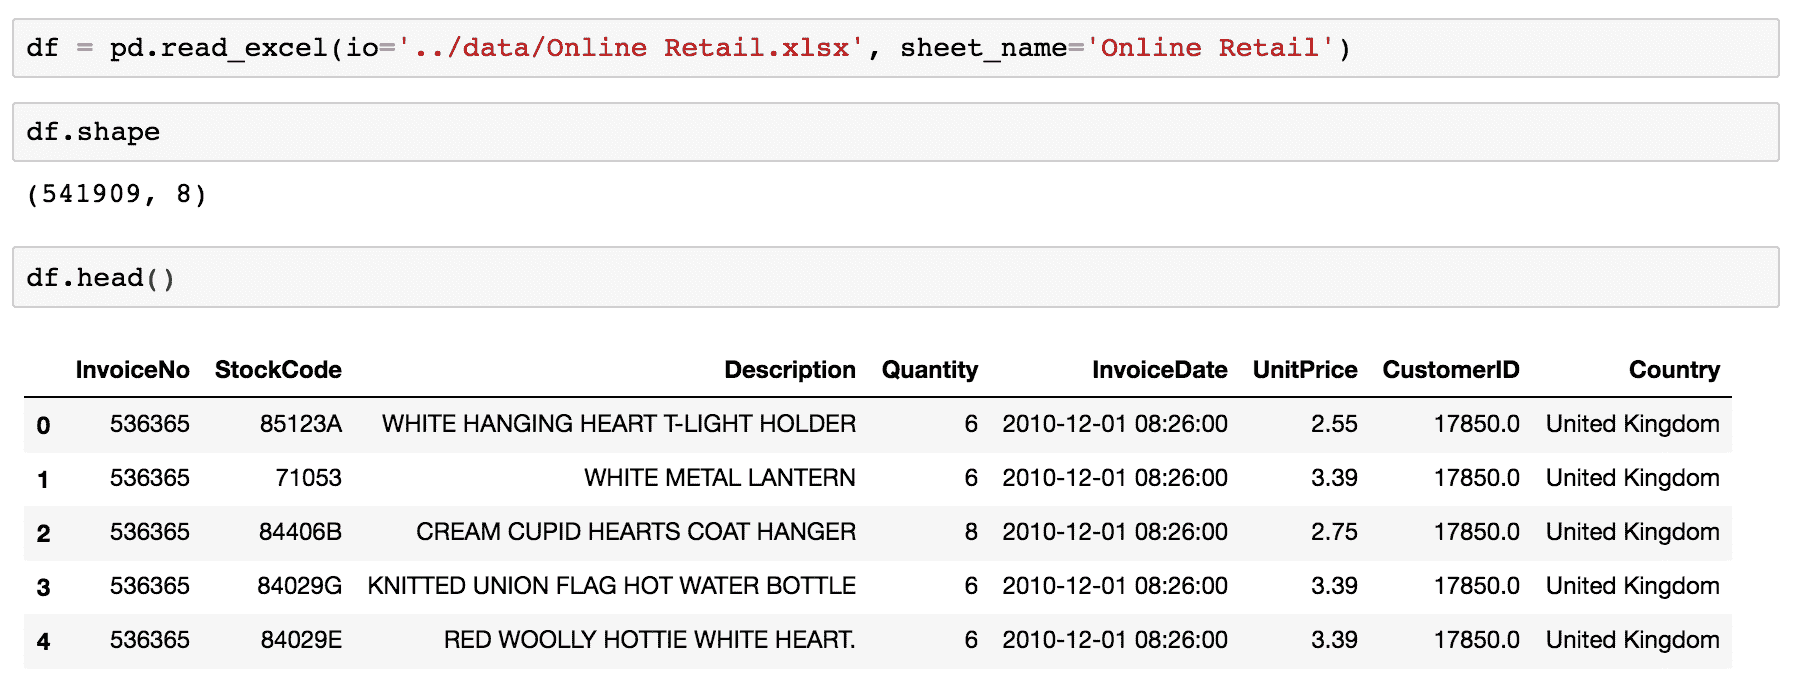 df = pd.read_excel(io='../data/Online Retail.xlsx', sheet_name='Online Retail')
df.shape
(541909, 8)
df.head()
InvoiceNo StockCode Description Quantity InvoiceDate UnitPrice CustomerID Country
0 536365 85123A WHITE HANGING HEART T-LIGHT HOLDER 6 2010-12-01 08:26:00 2.55 17850.0 United Kingdom
1 536365 71053 WHITE METAL LANTERN 6 2010-12-01 08:26:00 3.39 17850.0 United Kingdom
2 536365 84406B CREAM CUPID HEARTS COAT HANGER 8 2010-12-01 08:26:00 2.75 17850.0 United Kingdom
3 536365 84029G KNITTED UNION FLAG HOT WATER BOTTLE 6 2010-12-01 08:26:00 3.39 17850.0 United Kingdom
4 536365 84029E RED WOOLLY HOTTIE WHITE HEART. 6 2010-12-01 08:26:00 3.39 17850.0 United Kingdom